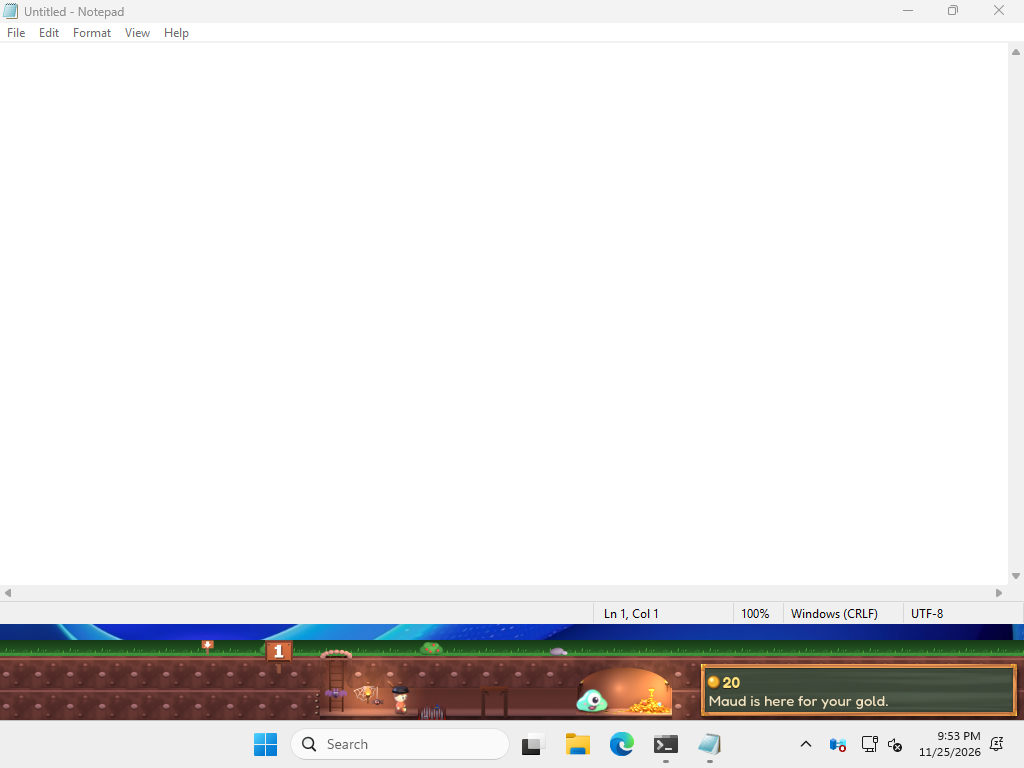 Untitled - Notepad
File Edit Format View Help
Ln 1, Col 1 100% Windows (CRLF) UTF-8
1
20
Maud is here for your gold.
Search
9:53 PM
11/25/2026